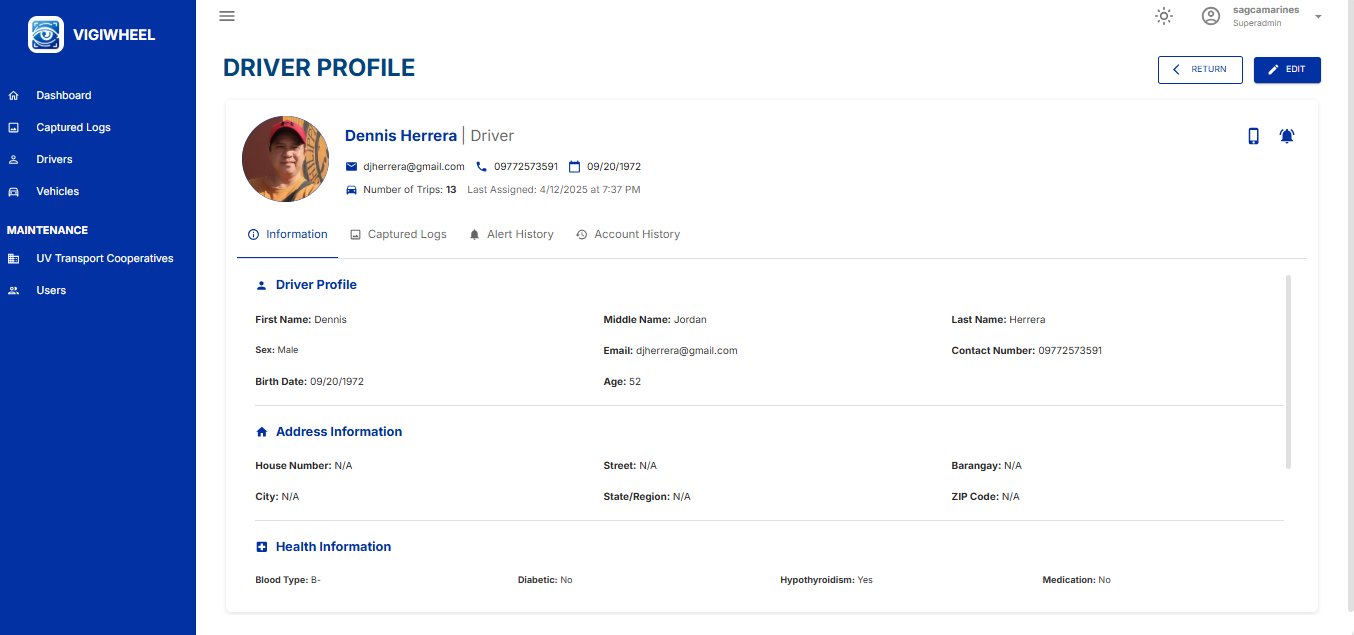 VIGIWHEEL
sagcamarines
Superadmin
Dashboard
Captured Logs
Drivers
Vehicles
MAINTENANCE
UV Transport Cooperatives
Users
DRIVER PROFILE
RETURN
EDIT
Dennis Herrera | Driver
djherrera@gmail.com 09772573591 09/20/1972
Number of Trips: 13 Last Assigned: 4/12/2025 at 7:37 PM
Information Captured Logs Alert History Account History
Driver Profile
First Name: Dennis Middle Name: Jordan Last Name: Herrera
Sex: Male Email: djherrera@gmail.com Contact Number: 09772573591
Birth Date: 09/20/1972 Age: 52
Address Information
House Number: N/A Street: N/A Barangay: N/A
City: N/A State/Region: N/A ZIP Code: N/A
Health Information
Blood Type: B- Diabetic: No Hypothyroidism: Yes Medication: No